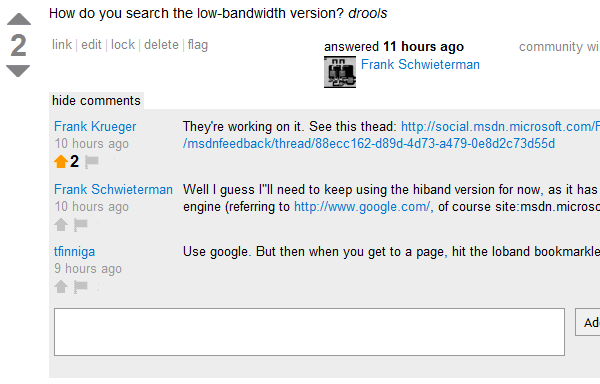 How do you search the low-bandwidth version? drools
2
link | edit | lock | delete | flag
answered 11 hours ago
community wi
Frank Schwieterman
hide comments
Frank Krueger
They're working on it. See this thead: http://social.msdn.microsoft.com/F
10 hours ago
/msdnfeedback/thread/88ecc162-d89d-4d73-a479-0e8d2c73d55d
2
Frank Schwieterman
Well I guess I"ll need to keep using the hiband version for now, as it has
10 hours ago
engine (referring to http://www.google.com/, of course site:msdn.microso
tfinniga
Use google. But then when you get to a page, hit the loband bookmarkle
9 hours ago
Add